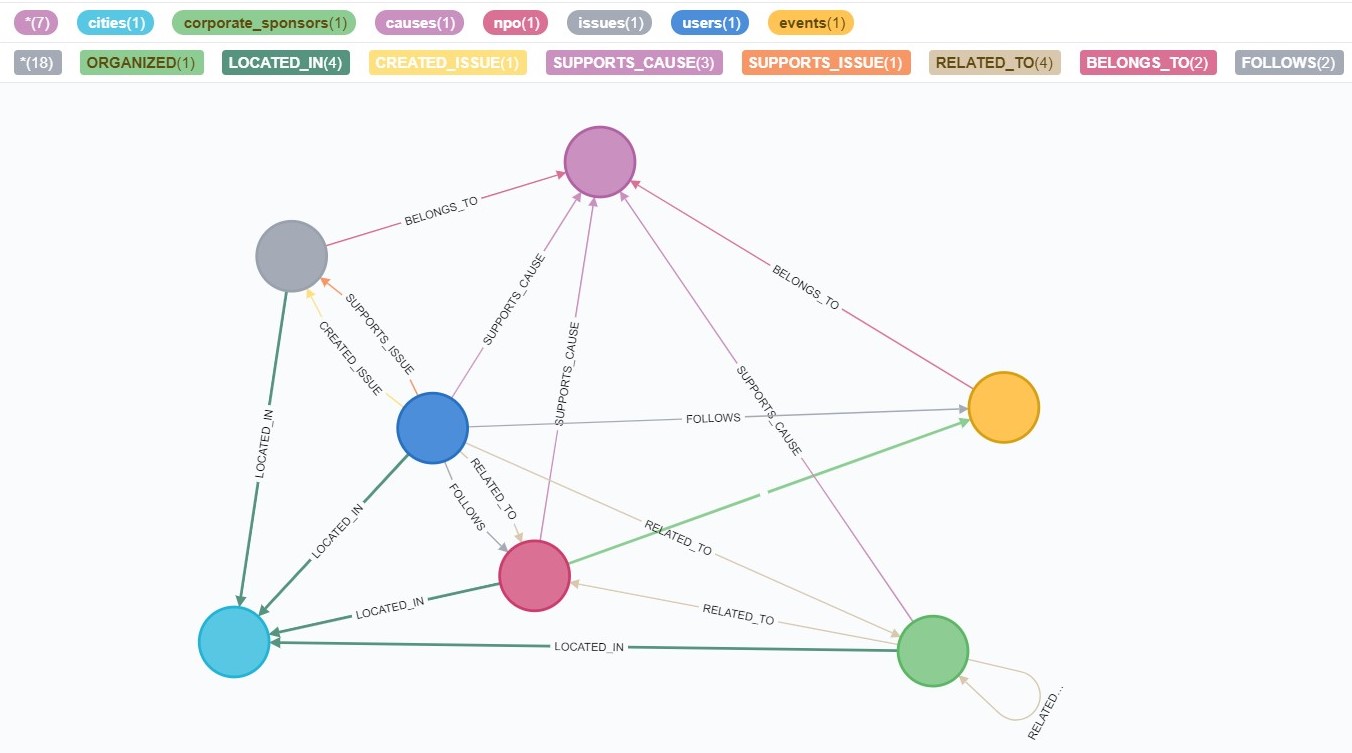 *(7) cities(1) corporate_sponsors(1) causes(1) npo(1) issues(1) users(1) events(1)
*(18) ORGANIZED(1) LOCATED_IN(4) CREATED_ISSUE(1) SUPPORTS_CAUSE(3) SUPPORTS_ISSUE(1) RELATED_TO(4) BELONGS_TO(2) FOLLOWS(2)
BELONGS_TO
SUPPORTS_CAUSE
BELONGS_TO
SUPPORTS_ISSUE
CREATED_ISSUE
SUPPORTS_CAUSE
SUPPORTS_CAUSE
FOLLOWS
LOCATED_IN
RELATED_TO
FOLLOWS
LOCATED_IN
RELATED_TO
LOCATED_IN
RELATED_TO
LOCATED_IN
RELATED...